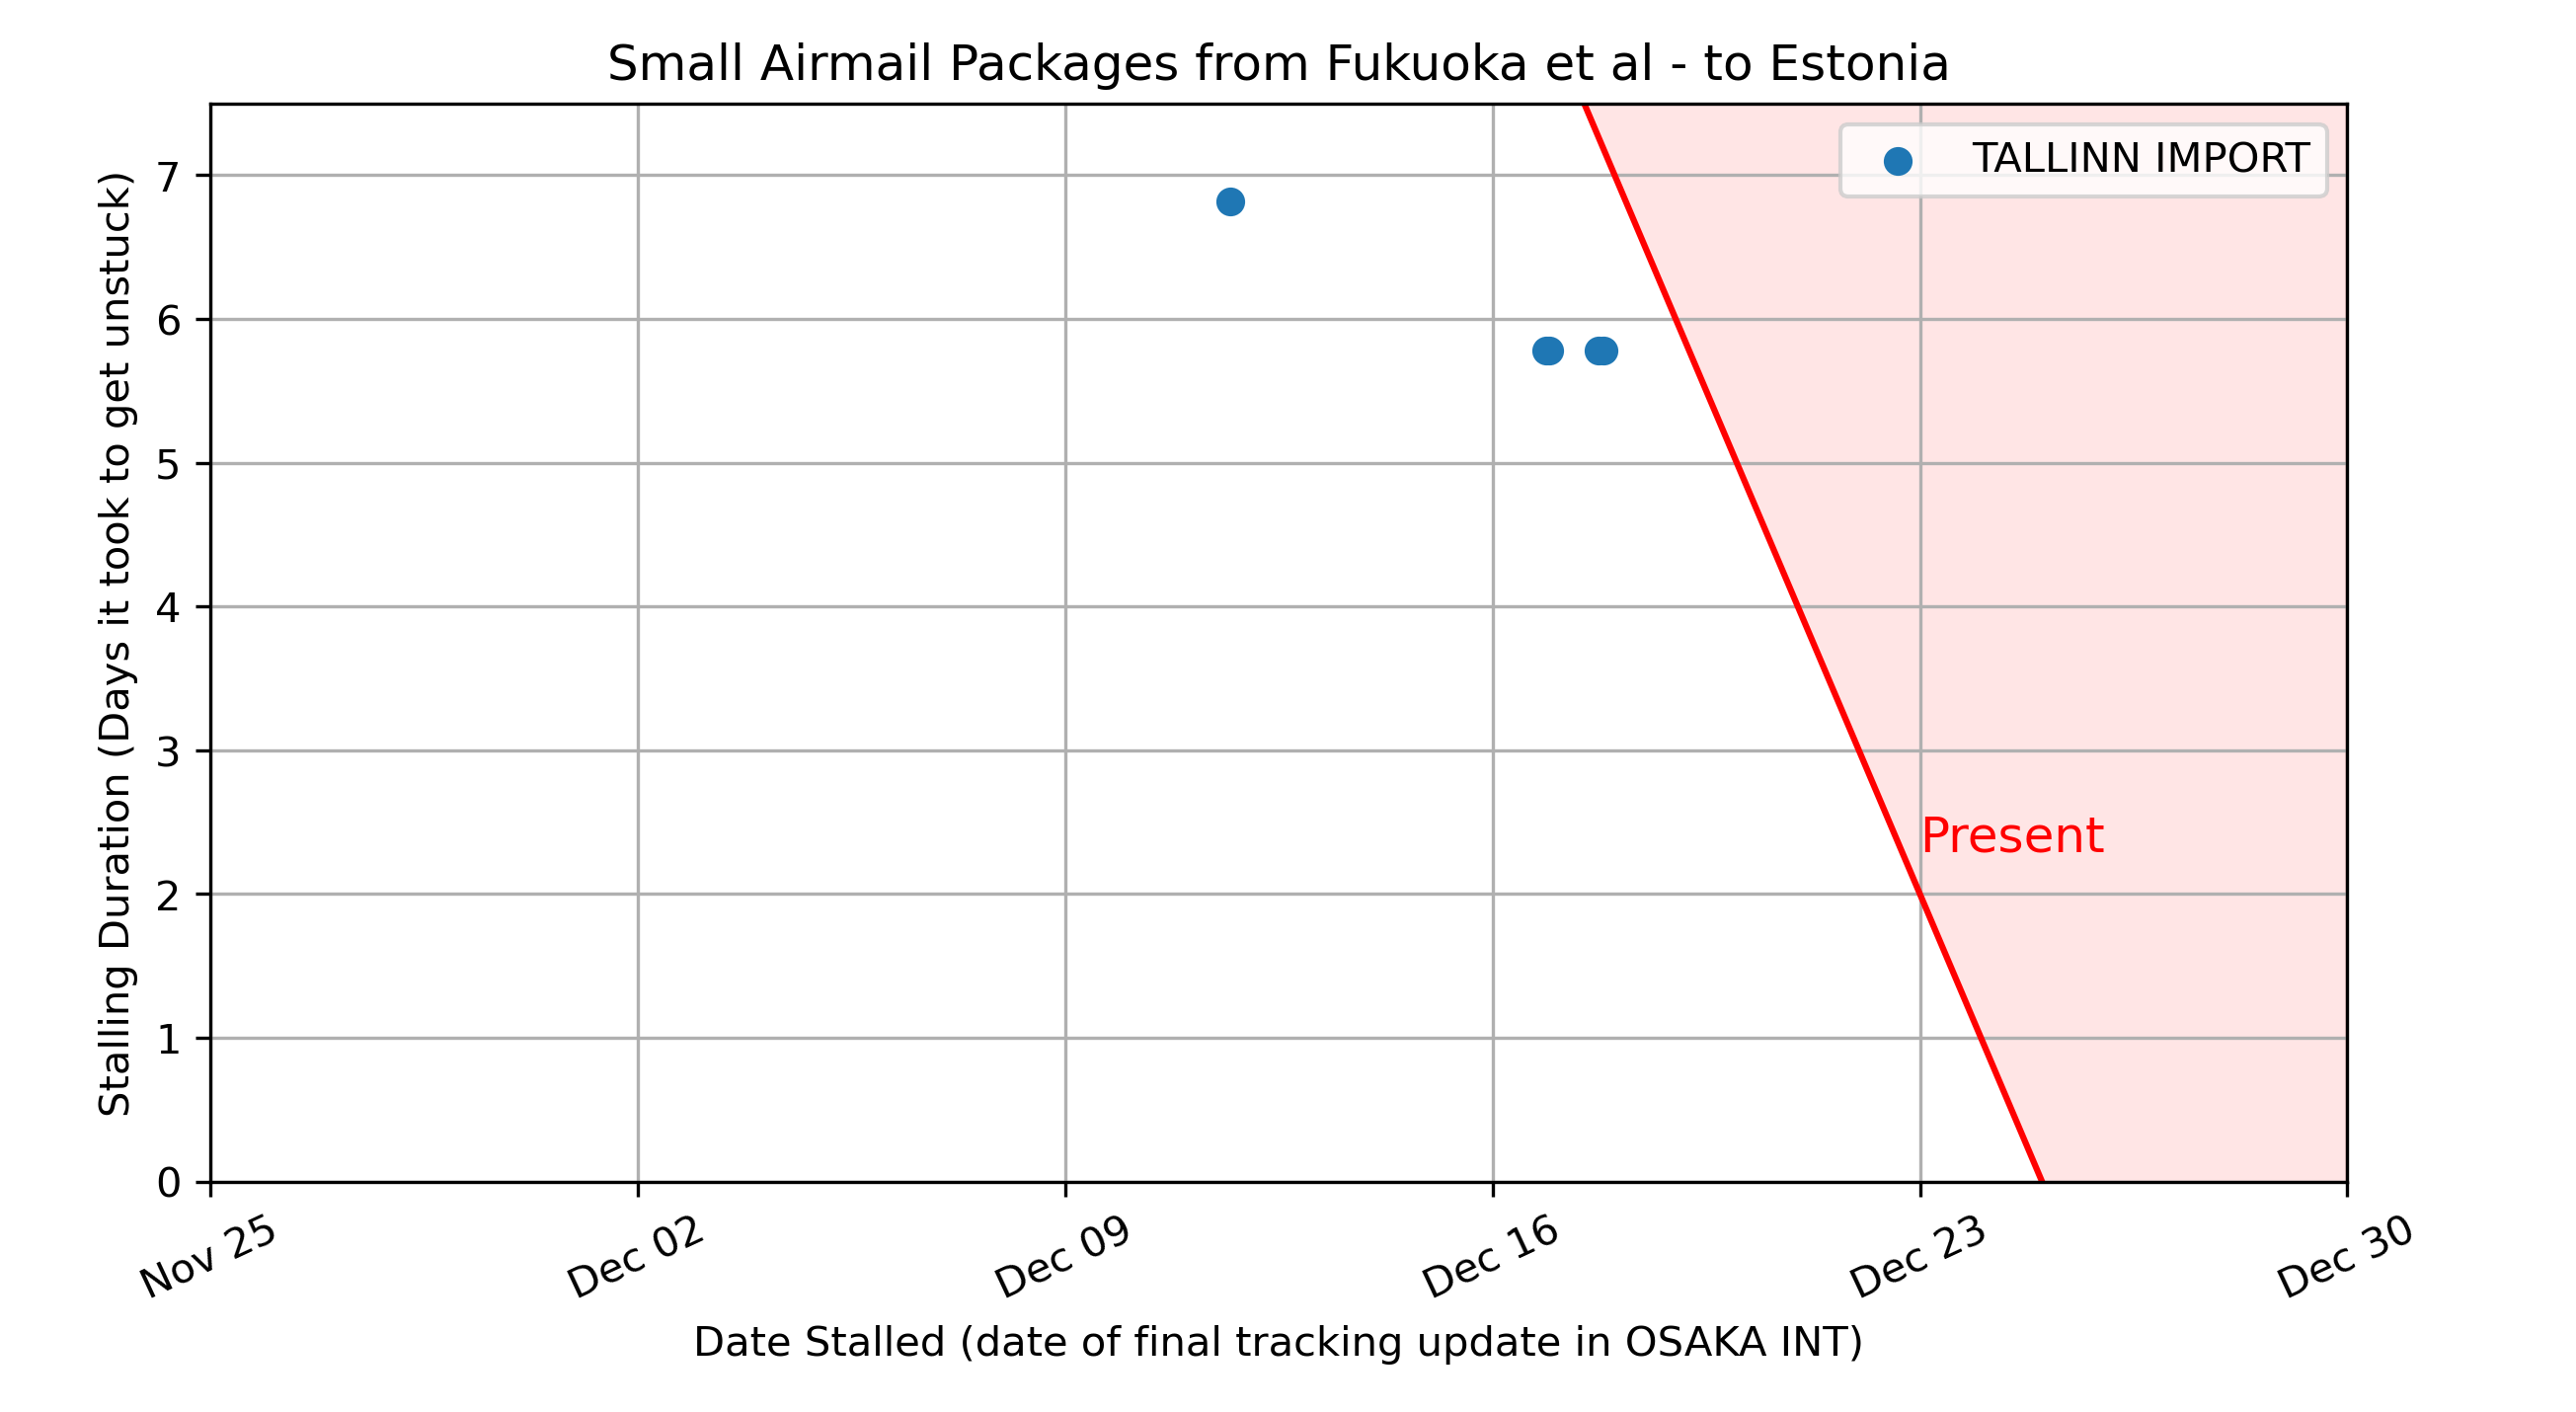 Small Airmail Packages from Fukuoka et al - to Estonia
TALLINN IMPORT
Stalling Duration (Days it took to get unstuck)
7
6
5
4
3
2
1
0
Present
Nov 25
Dec 02
Dec 09
Dec 16
Dec 23
Dec 30
Date Stalled (date of final tracking update in OSAKA INT)